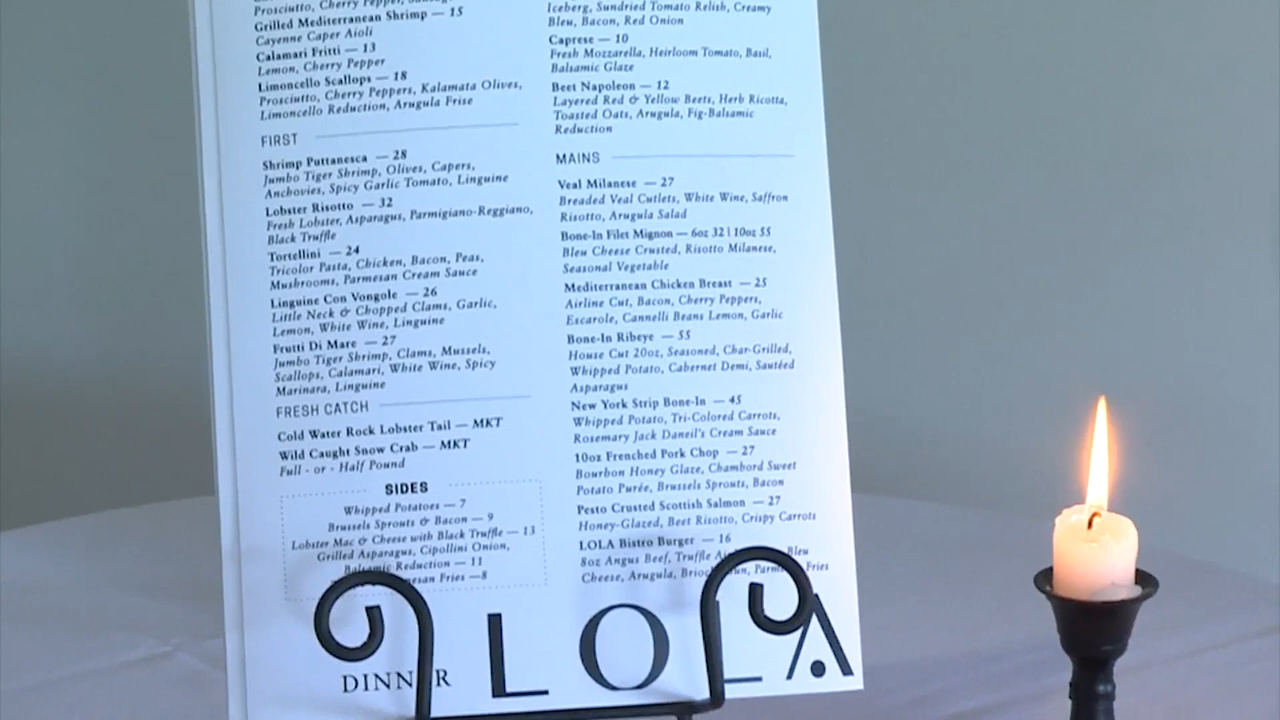 Prosciutto, Cherry Pepper,
Grilled Mediterranean Shrimp — 15
Cayenne Caper Aioli
Calamari Fritti — 13
Lemon, Cherry Pepper
Limoncello Scallops — 18
Prosciutto, Cherry Peppers, Kalamata Olives,
Limoncello Reduction, Arugula Frise
FIRST
Shrimp Puttanesca — 28
Jumbo Tiger Shrimp, Olives, Capers,
Anchovies, Spicy Garlic Tomato, Linguine
Lobster Risotto — 32
Fresh Lobster, Asparagus, Parmigiano-Reggiano,
Black Truffle
Tortellini — 24
Tricolor Pasta, Chicken, Bacon, Peas,
Mushrooms, Parmesan Cream Sauce
Linguine Con Vongole — 26
Little Neck & Chopped Clams, Garlic,
Lemon, White Wine, Linguine
Frutti Di Mare — 27
Jumbo Tiger Shrimp, Clams, Mussels,
Scallops, Calamari, White Wine, Spicy
Marinara, Linguine
FRESH CATCH
Cold Water Rock Lobster Tail — MKT
Wild Caught Snow Crab — MKT
Full - or - Half Pound
SIDES
Whipped Potatoes — 7
Brussels Sprouts & Bacon — 9
Lobster Mac & Cheese with Black Truffle — 13
Grilled Asparagus, Cipollini Onion,
Balsamic Reduction — 11
Fries —8
Iceberg, Sundried Tomato Relish, Creamy
Bleu, Bacon, Red Onion
Caprese — 10
Fresh Mozzarella, Heirloom Tomato, Basil,
Balsamic Glaze
Beet Napoleon — 12
Layered Red & Yellow Beets, Herb Ricotta,
Toasted Oats, Arugula, Fig-Balsamic
Reduction
MAINS
Veal Milanese — 27
Breaded Veal Cutlets, White Wine, Saffron
Risotto, Arugula Salad
Bone-In Filet Mignon — 6oz 32 | 10oz 55
Bleu Cheese Crusted, Risotto Milanese,
Seasonal Vegetable
Mediterranean Chicken Breast — 25
Airline Cut, Bacon, Cherry Peppers,
Escarole, Cannelli Beans Lemon, Garlic
Bone-In Ribeye — 55
House Cut 20oz, Seasoned, Char-Grilled,
Whipped Potato, Cabernet Demi, Sautéed
Asparagus
New York Strip Bone-In — 45
Whipped Potato, Tri-Colored Carrots,
Rosemary Jack Daneil's Cream Sauce
10oz Frenched Pork Chop — 27
Bourbon Honey Glaze, Chambord Sweet
Potato Purée, Brussels Sprouts, Bacon
Pesto Crusted Scottish Salmon — 27
Honey-Glazed, Beet Risotto, Crispy Carrots
LOLA Bistro Burger — 16
8oz Angus Beef, Truffle Bleu
Cheese, Arugula, Fries
DINNER LOLA